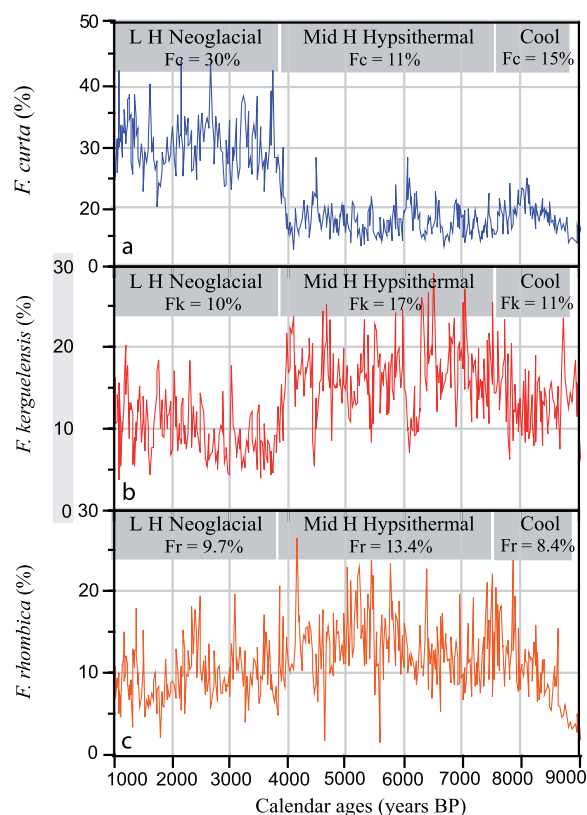 50
L H Neoglacial Mid H Hypsithermal Cool
Fc = 30% Fc = 11% Fc = 15%
40
30
20
F. curta (%)
a
0
30
L H Neoglacial Mid H Hypsithermal Cool
Fk = 10% Fk = 17% Fk = 11%
20
10
F. kerguelensis (%)
b
0
30
L H Neoglacial Mid H Hypsithermal Cool
Fr = 9.7% Fr = 13.4% Fr = 8.4%
20
10
F. rhombica (%)
c
0
1000 2000 3000 4000 5000 6000 7000 8000 9000
Calendar ages (years BP)